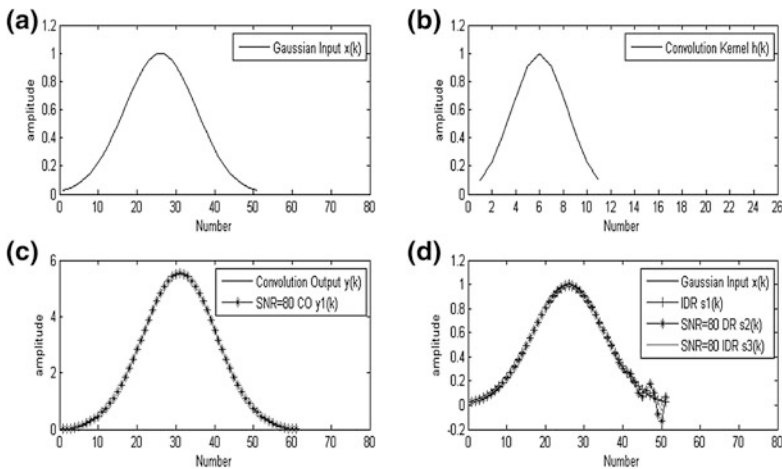 (a)
1.2
1
0.8
0.6
0.4
0.2
0
amplitude
Gaussian Input x(k)
0 10 20 30 40 50 60 70 80
Number
(b)
1.2
1
0.8
0.6
0.4
0.2
0
amplitude
Convolution Kernel h(k)
0 2 4 6 8 10 12 14 16 18 20 22 24 26
Number
(c)
6
4
2
0
amplitude
Convolution Output y(k)
SNR=80 CO y1(k)
0 10 20 30 40 50 60 70 80
Number
(d)
1.2
1
0.8
0.6
0.4
0.2
0
-0.2
amplitude
Gaussian Input x(k)
IDR s1(k)
SNR=80 DR s2(k)
SNR=80 IDR s3(k)
0 10 20 30 40 50 60 70 80
Number